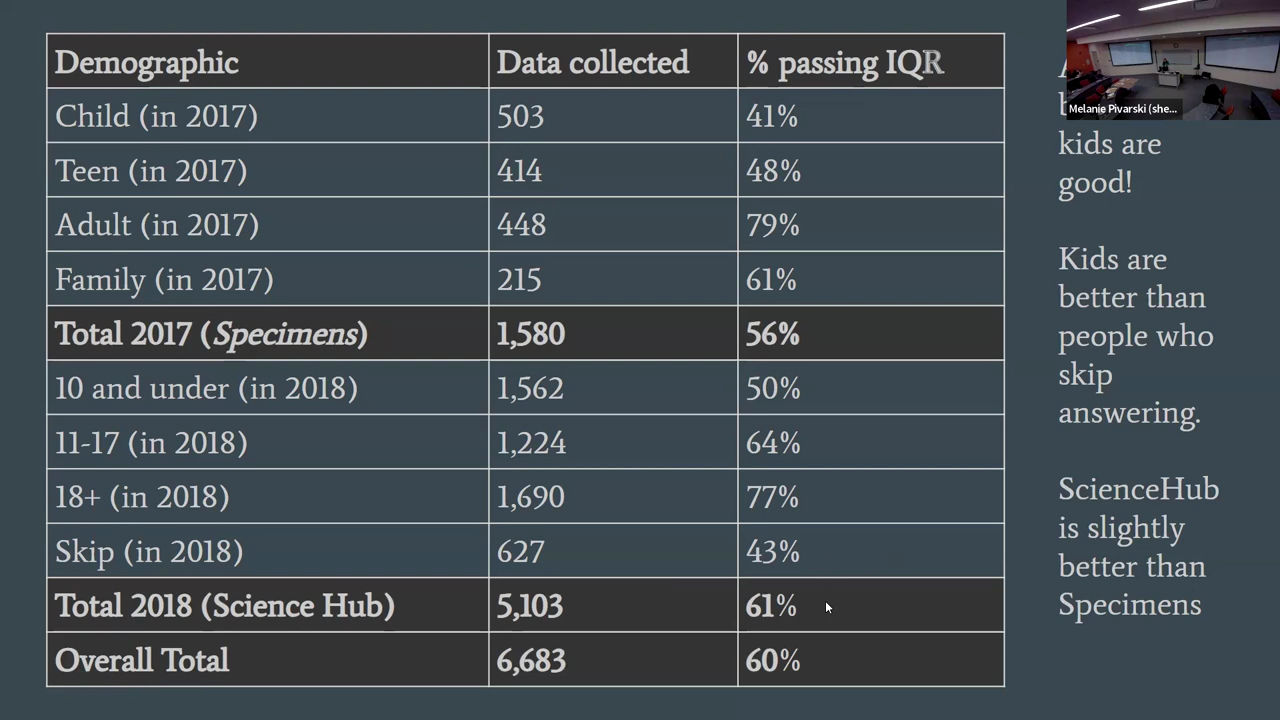 Demographic Data collected % passing IQR
Child (in 2017) 503 41%
Teen (in 2017) 414 48%
Adult (in 2017) 448 79%
Family (in 2017) 215 61%
Total 2017 (Specimens) 1,580 56%
10 and under (in 2018) 1,562 50%
11-17 (in 2018) 1,224 64%
18+ (in 2018) 1,690 77%
Skip (in 2018) 627 43%
Total 2018 (Science Hub) 5,103 61%
Overall Total 6,683 60%
Melanie Pivarski (she...
kids are
good!
Kids are
better than
people who
skip
answering.
ScienceHub
is slightly
better than
Specimens